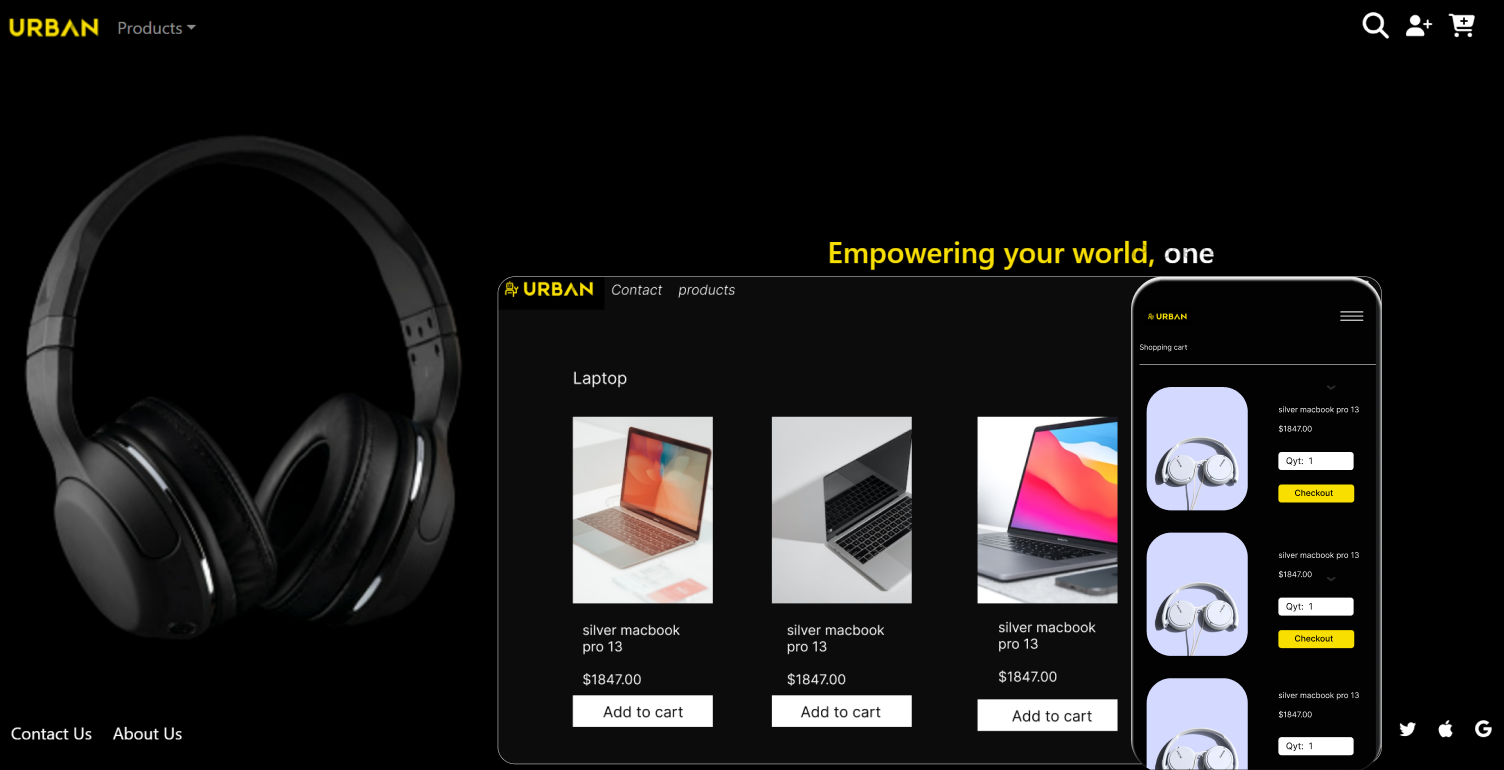 URBAN Products
Empowering your world, one
URBAN Contact products
Laptop
silver macbook
pro 13
$1847.00
Add to cart
silver macbook
pro 13
$1847.00
Add to cart
silver macbook
pro 13
$1847.00
Add to cart
URBAN
Shopping cart
silver macbook pro 13
$1847.00
Qyt: 1
Checkout
silver macbook pro 13
$1847.00
Qyt: 1
Checkout
silver macbook pro 13
$1847.00
Qyt: 1
Contact Us About Us